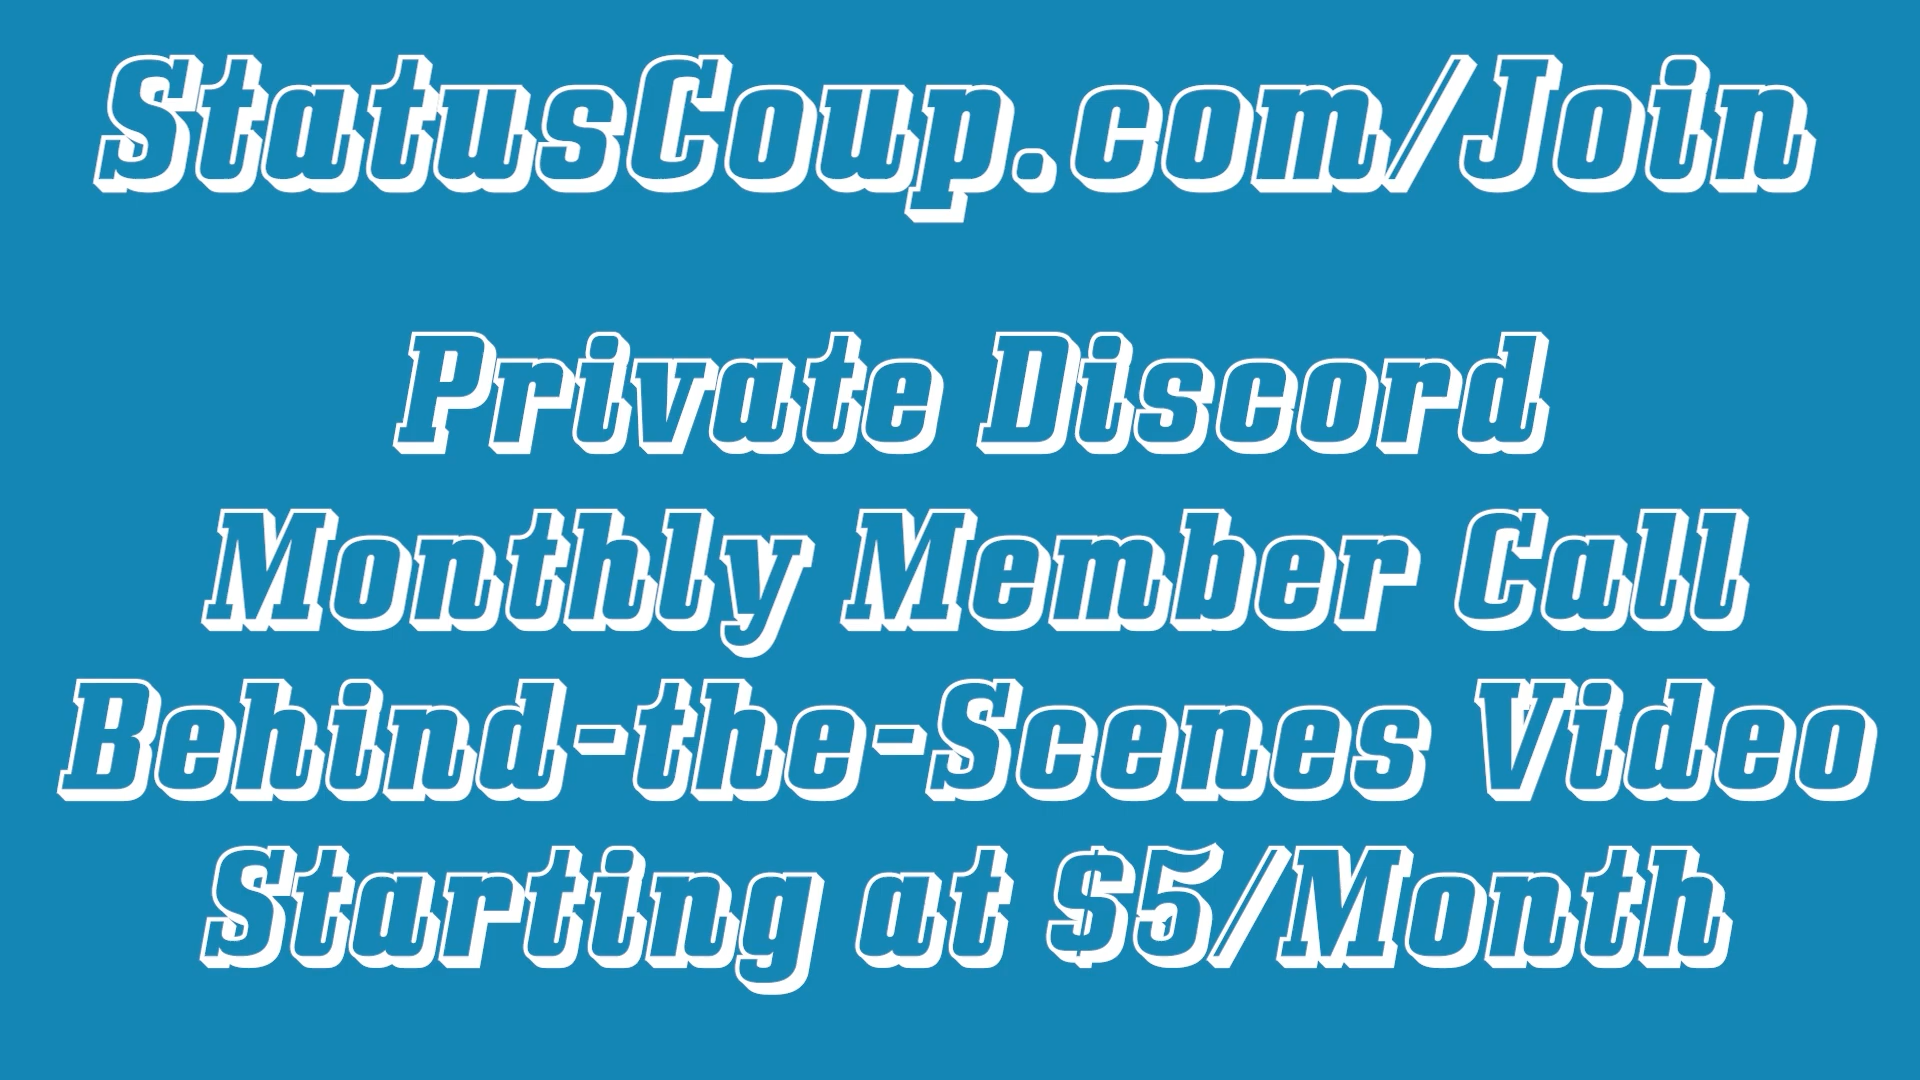 StatusCoup.com/Join
Private Discord
Monthly Member Call
Behind-the-Scenes Video
Starting at $5/Month